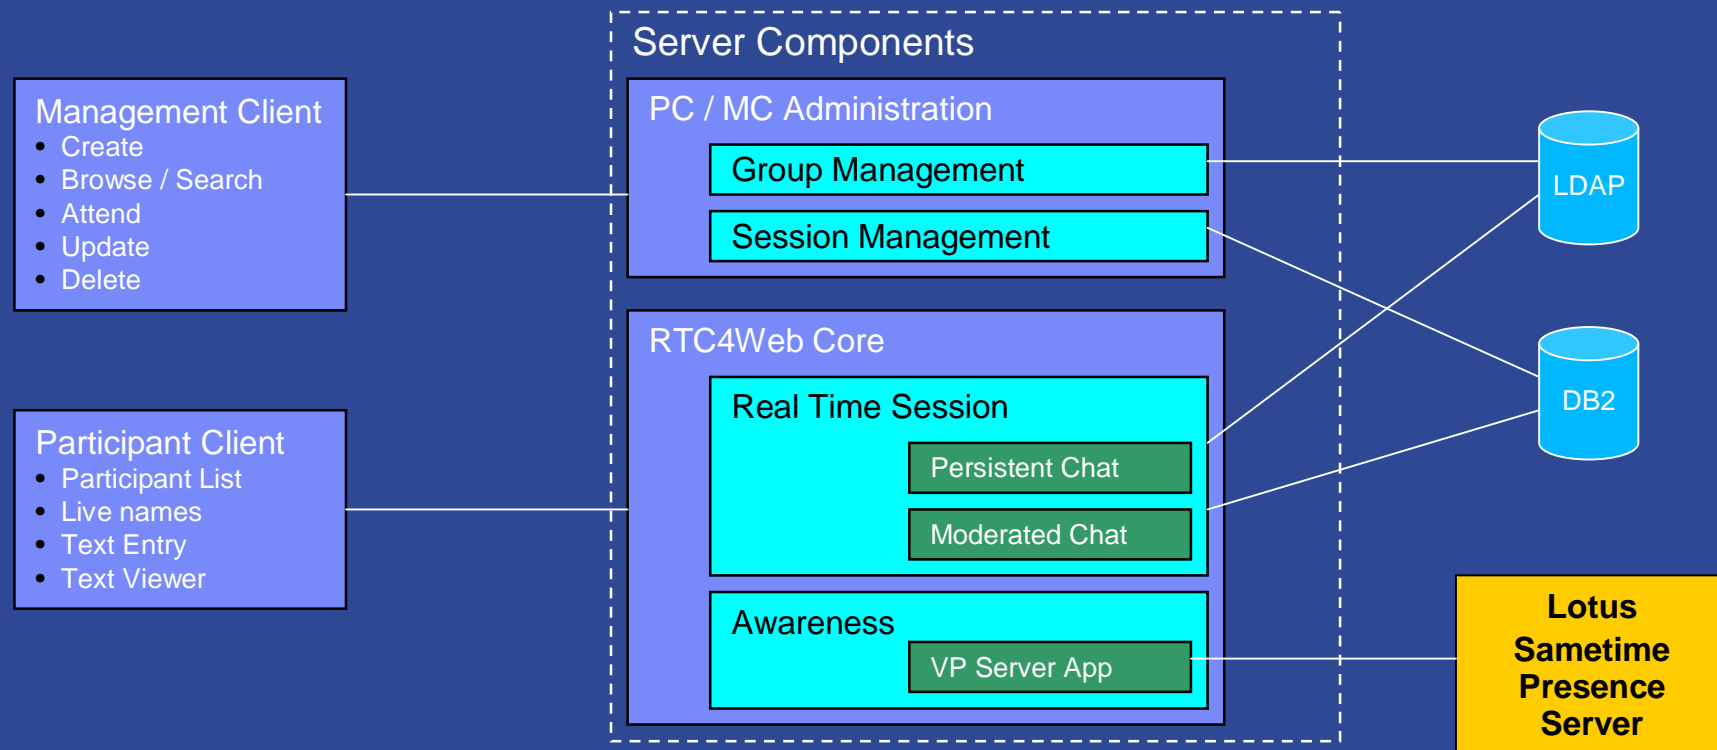 Server Components
Management Client
• Create
• Browse / Search
• Attend
• Update
• Delete
PC / MC Administration
Group Management
Session Management
LDAP
RTC4Web Core
Real Time Session
Persistent Chat
Moderated Chat
DB2
Participant Client
• Participant List
• Live names
• Text Entry
• Text Viewer
Awareness
VP Server App
Lotus
Sametime
Presence
Server